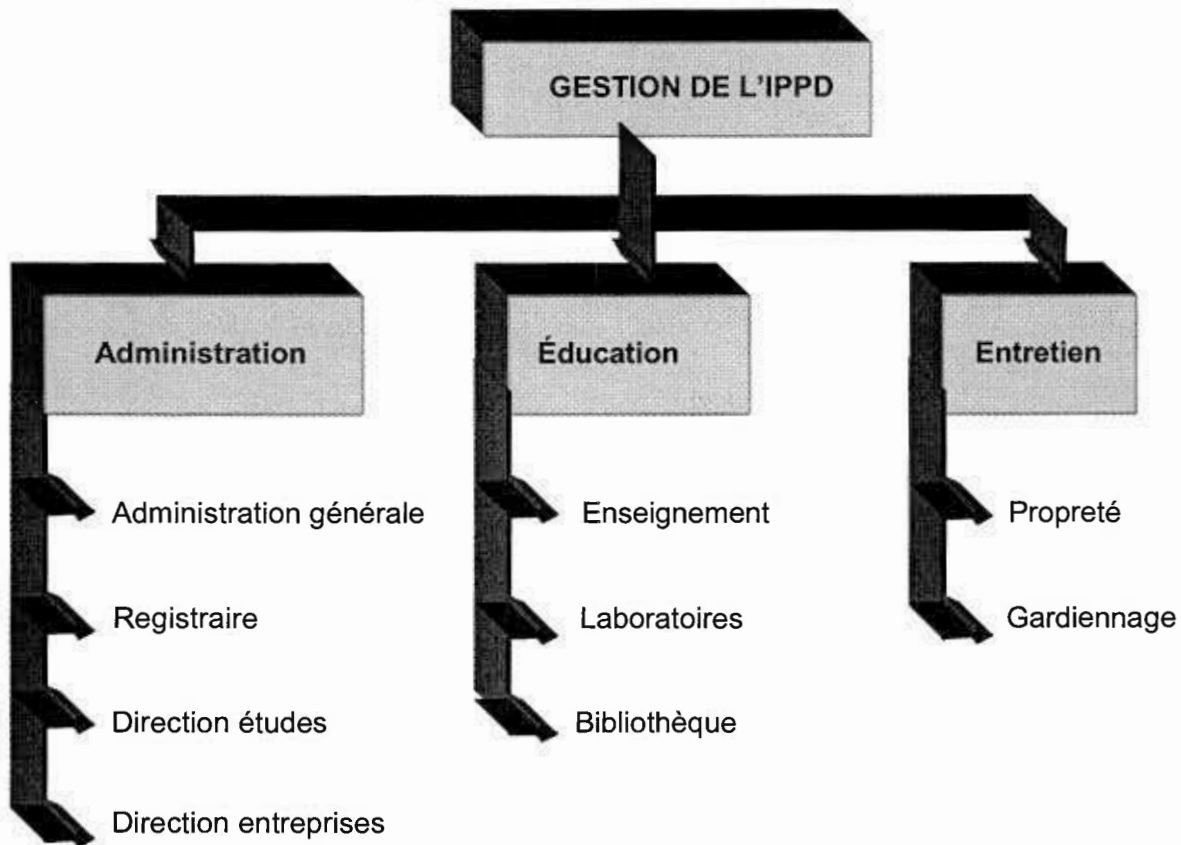 GESTION DE L'IPPD
Administration
Administration générale
Registraire
Direction études
Direction entreprises
Éducation
Enseignement
Laboratoires
Bibliothèque
Entretien
Propreté
Gardiennage